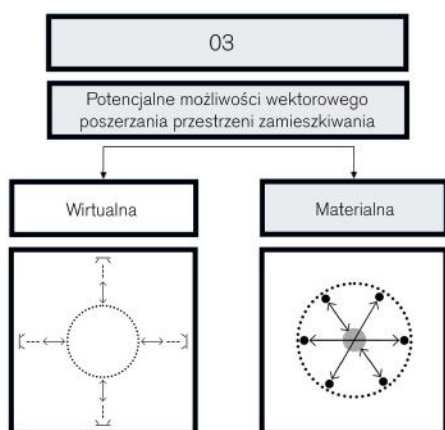 03
Potencjalne możliwości wektorowego
poszerzania przestrzeni zamieszkiwania
Wirtualna
Materialna